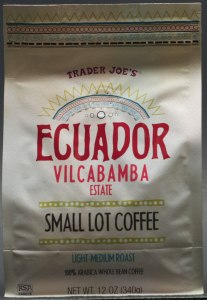 TRADER JOE'S
ECUADOR
VILCABAMBA
ESTATE
SMALL LOT COFFEE
LIGHT-MEDIUM ROAST
100% ARABICA WHOLE BEAN COFFEE
NET WT. 12 OZ (340g)